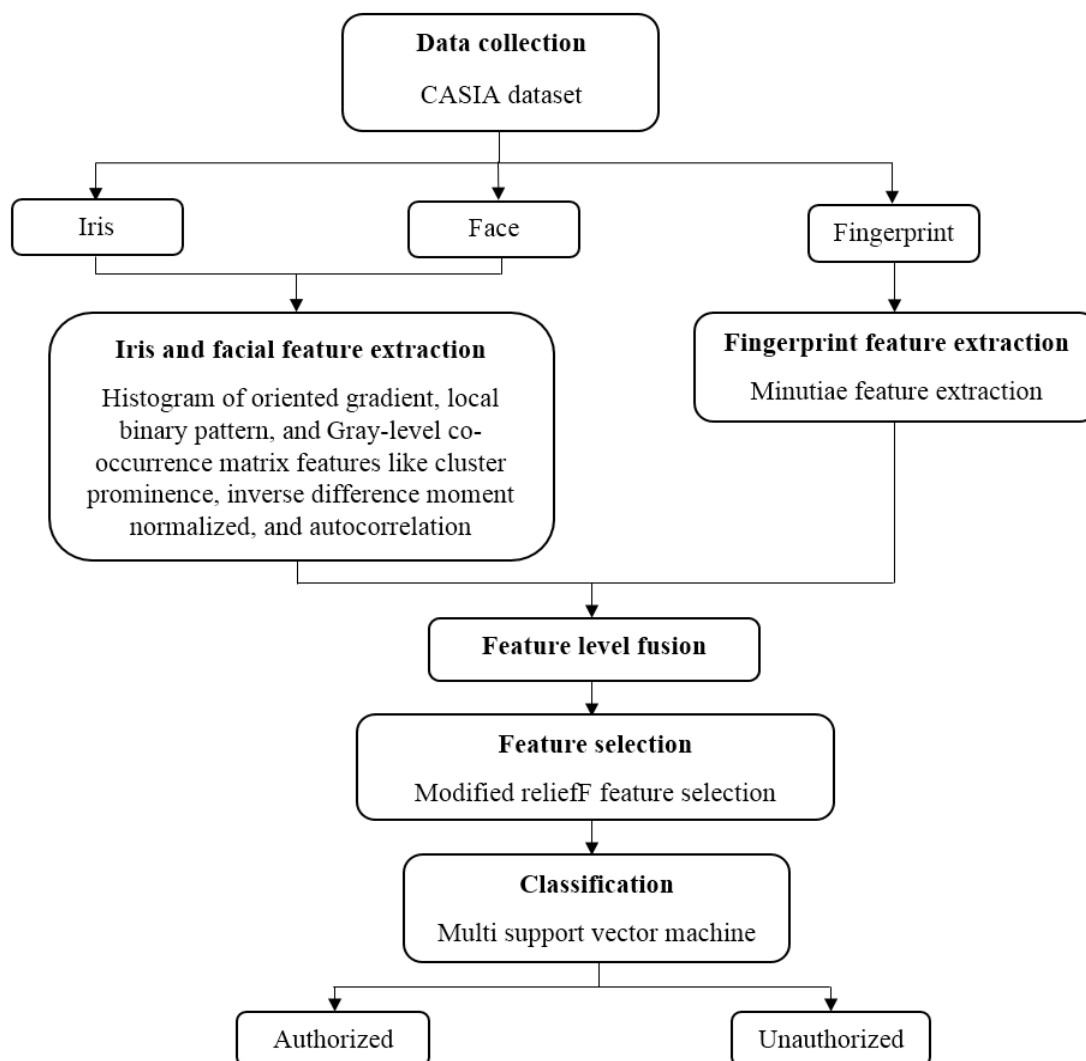 Data collection
CASIA dataset
Iris
Face
Fingerprint
Iris and facial feature extraction
Histogram of oriented gradient, local
binary pattern, and Gray-level co-
occurrence matrix features like cluster
prominence, inverse difference moment
normalized, and autocorrelation
Fingerprint feature extraction
Minutiae feature extraction
Feature level fusion
Feature selection
Modified reliefF feature selection
Classification
Multi support vector machine
Authorized
Unauthorized